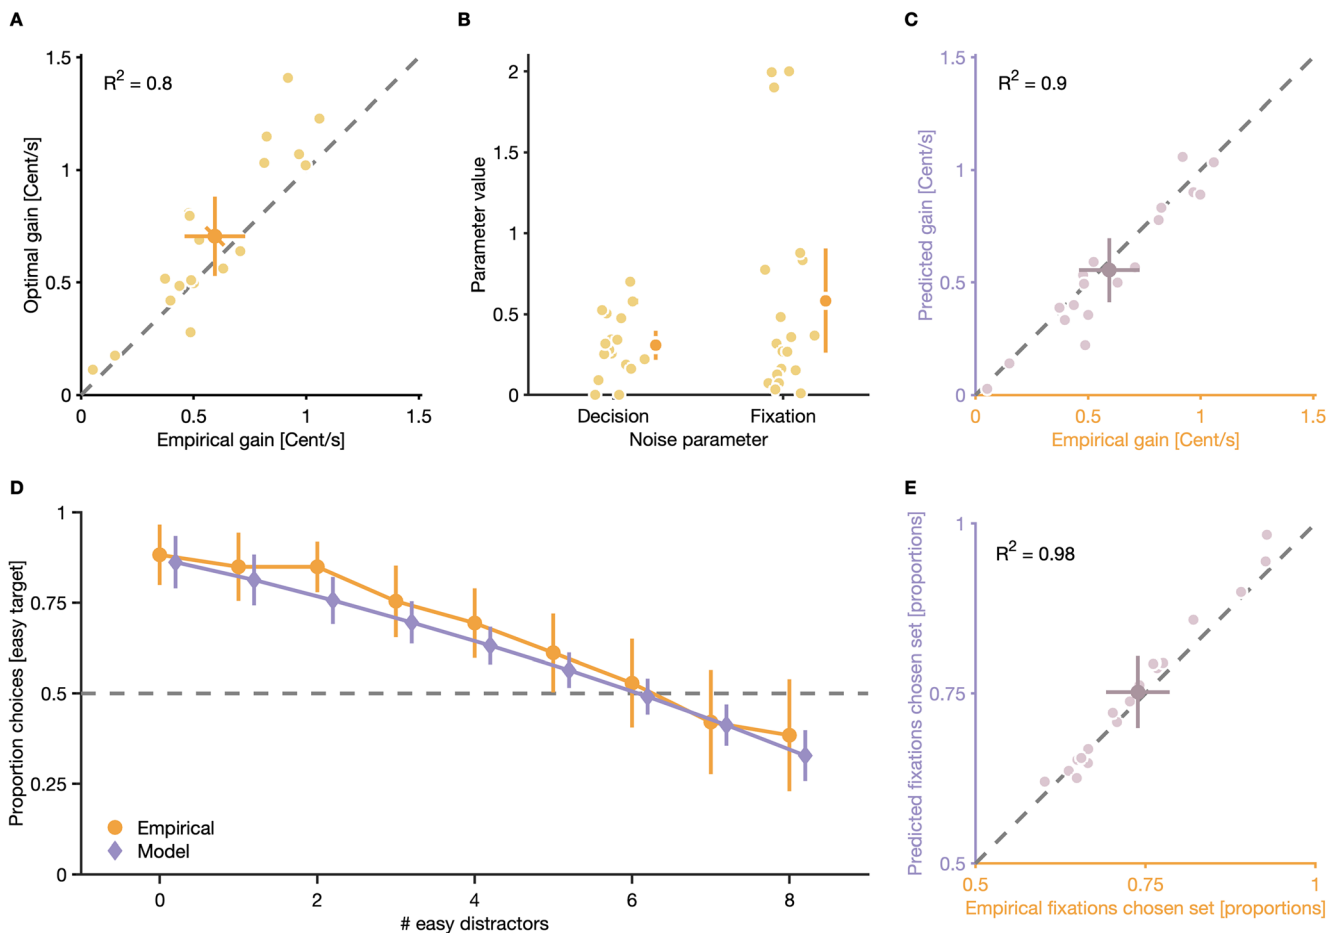 A
R2 = 0.8
Optimal gain [Cent/s]
1.5
1
0.5
0
0
0.5
1
1.5
Empirical gain [Cent/s]
B
Parameter value
2
1.5
1
0.5
0
Decision
Fixation
Noise parameter
C
R2 = 0.9
Predicted gain [Cent/s]
1.5
1
0.5
0
0
0.5
1
1.5
Empirical gain [Cent/s]
D
Proportion choices [easy target]
1
0.75
0.5
0.25
0
Empirical
Model
0
2
4
6
8
# easy distractors
E
R2 = 0.98
Predicted fixations chosen set [proportions]
1
0.75
0.5
0.5
0.75
1
Empirical fixations chosen set [proportions]